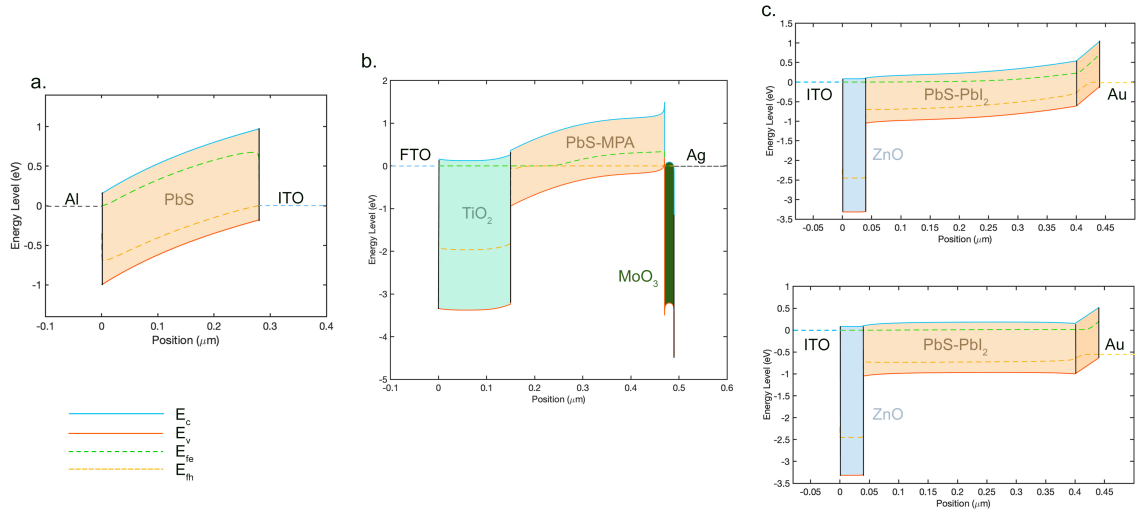 a.
Energy Level (eV)
1
0.5
0
-0.5
-1
Al
PbS
ITO
-0.1
0
0.1
0.2
0.3
0.4
Position (μm)
E_c
E_v
E_fe
E_fh
b.
Energy Level (eV)
2
1
0
-1
-2
-3
-4
-5
FTO
TiO2
PbS-MPA
Ag
MoO3
-0.1
0
0.1
0.2
0.3
0.4
0.5
0.6
Position (μm)
c.
Energy Level (eV)
1.5
1
0.5
0
-0.5
-1
-1.5
-2
-2.5
-3
-3.5
ITO
PbS-PbI2
Au
ZnO
-0.05
0
0.05
0.1
0.15
0.2
0.25
0.3
0.35
0.4
0.45
Position (μm)
Energy Level (eV)
1
0.5
0
-0.5
-1
-1.5
-2
-2.5
-3
-3.5
ITO
PbS-PbI2
Au
ZnO
-0.05
0
0.05
0.1
0.15
0.2
0.25
0.3
0.35
0.4
0.45
Position (μm)